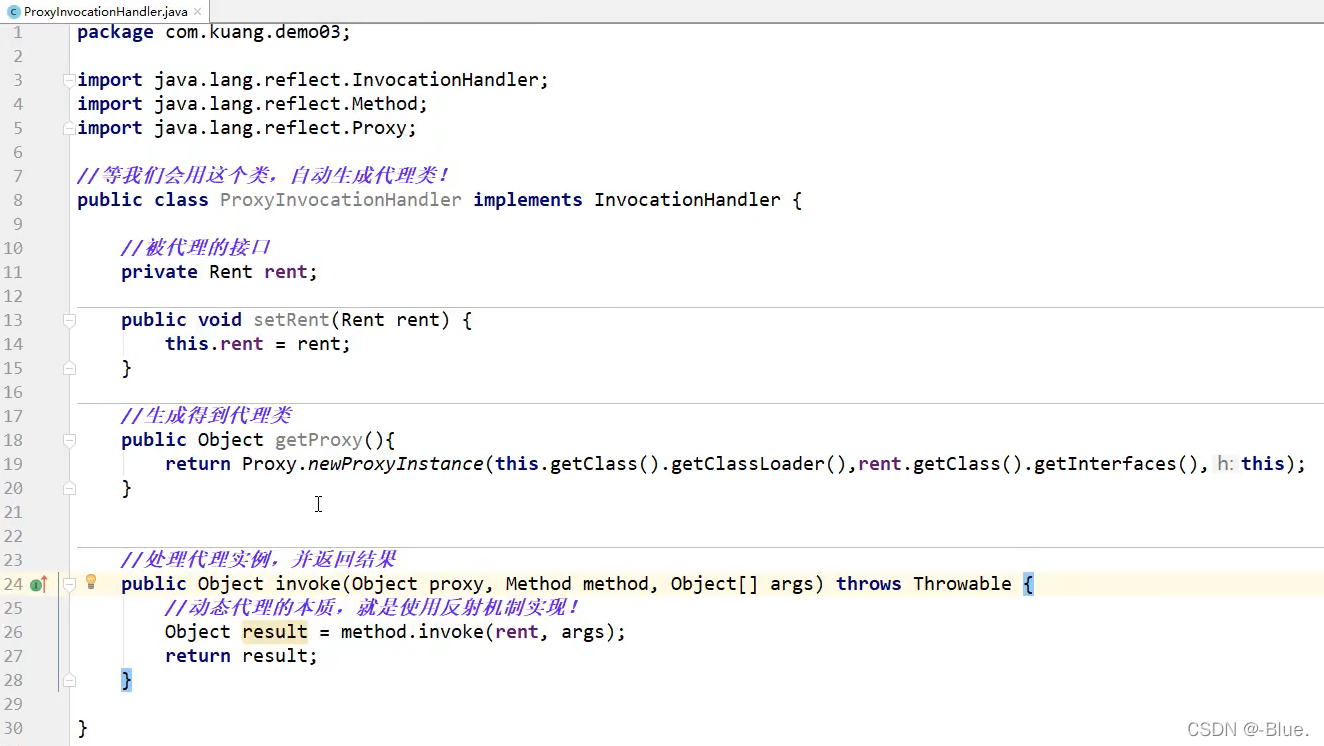 ProxyInvocationHandler.java
1 package com.kuang.demo03;
2
3 import java.lang.reflect.InvocationHandler;
4 import java.lang.reflect.Method;
5 import java.lang.reflect.Proxy;
6
7 //等我们会用这个类，自动生成代理类！
8 public class ProxyInvocationHandler implements InvocationHandler {
9
10 //被代理的接口
11 private Rent rent;
12
13 public void setRent(Rent rent) {
14 this.rent = rent;
15 }
16
17 //生成得到代理类
18 public Object getProxy(){
19 return Proxy.newProxyInstance(this.getClass().getClassLoader(),rent.getClass().getInterfaces(), h: this);
20 }
21
22
23 //处理代理实例，并返回结果
24 public Object invoke(Object proxy, Method method, Object[] args) throws Throwable {
25 //动态代理的本质，就是使用反射机制实现！
26 Object result = method.invoke(rent, args);
27 return result;
28 }
29
30 }
CSDN @-Blue.